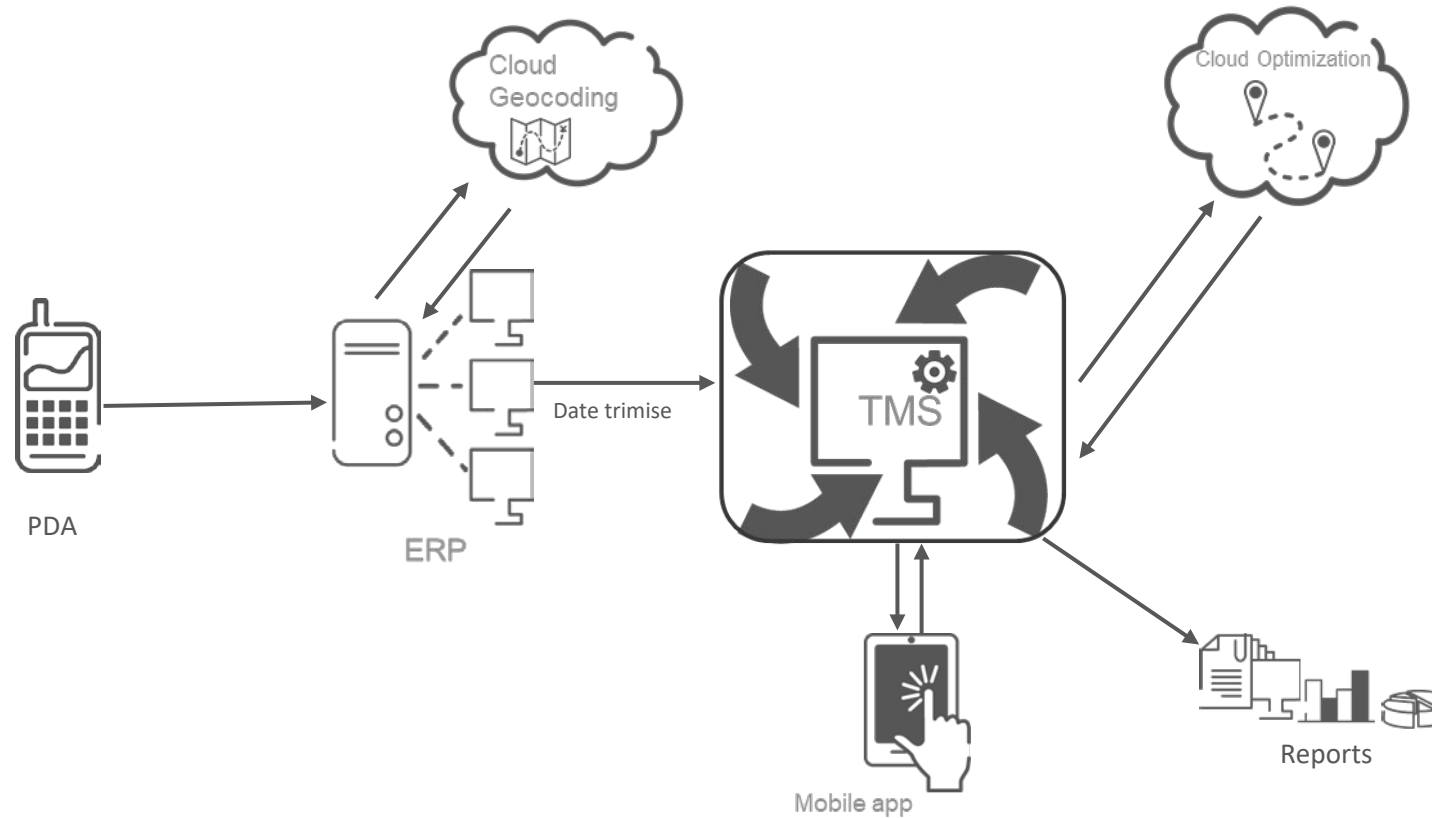 Cloud
Geocoding
Cloud Optimization
Date trimise
TMS
PDA
ERP
Reports
Mobile app